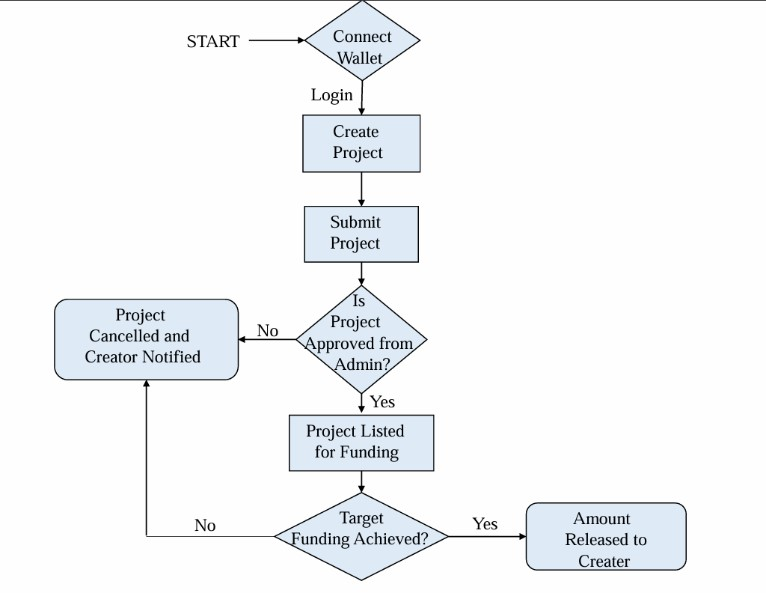 START
Connect
Wallet
Login
Create
Project
Submit
Project
Is
Project
Approved from
Admin?
No
Project
Cancelled and
Creator Notified
Yes
Project Listed
for Funding
Target
Funding Achieved?
No
Yes
Amount
Released to
Creater